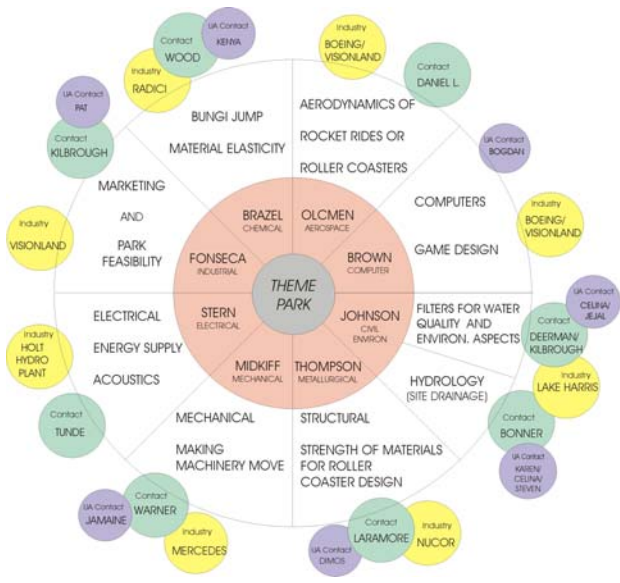 UA Contact
KENYA
Contact
WOOD
Industry
RADICI
UA Contact
PAT
Contact
KILBROUGH
Industry
VISIONLAND
Industry
HOLT
HYDRO
PLANT
Contact
TUNDE
UA Contact
JAMAINE
Contact
WARNER
Industry
MERCEDES
Industry
BOEING/
VISIONLAND
Contact
DANIEL L.
UA Contact
BOGDAN
Industry
BOEING/
VISIONLAND
UA Contact
CELINA/
JEJAL
Contact
DEERMAN/
KILBROUGH
Industry
LAKE HARRIS
Contact
BONNER
UA Contact
KAREN/
CELINA/
STEVEN
Industry
NUCOR
Contact
LARAMORE
UA Contact
DIMOS
BUNGI JUMP
MATERIAL ELASTICITY
AERODYNAMICS OF
ROCKET RIDES OR
ROLLER COASTERS
COMPUTERS
GAME DESIGN
FILTERS FOR WATER
QUALITY AND
ENVIRON. ASPECTS
HYDROLOGY
(SITE DRAINAGE)
STRUCTURAL
STRENGTH OF MATERIALS
FOR ROLLER
COASTER DESIGN
MECHANICAL
MAKING
MACHINERY MOVE
ELECTRICAL
ENERGY SUPPLY
ACOUSTICS
MARKETING
AND
PARK
FEASIBILITY
BRAZEL
CHEMICAL
OLCMEN
AEROSPACE
BROWN
COMPUTER
JOHNSON
CIVIL
ENVIRON
THOMPSON
METALLURGICAL
MIDKIFF
MECHANICAL
STERN
ELECTRICAL
FONSECA
INDUSTRIAL
THEME
PARK